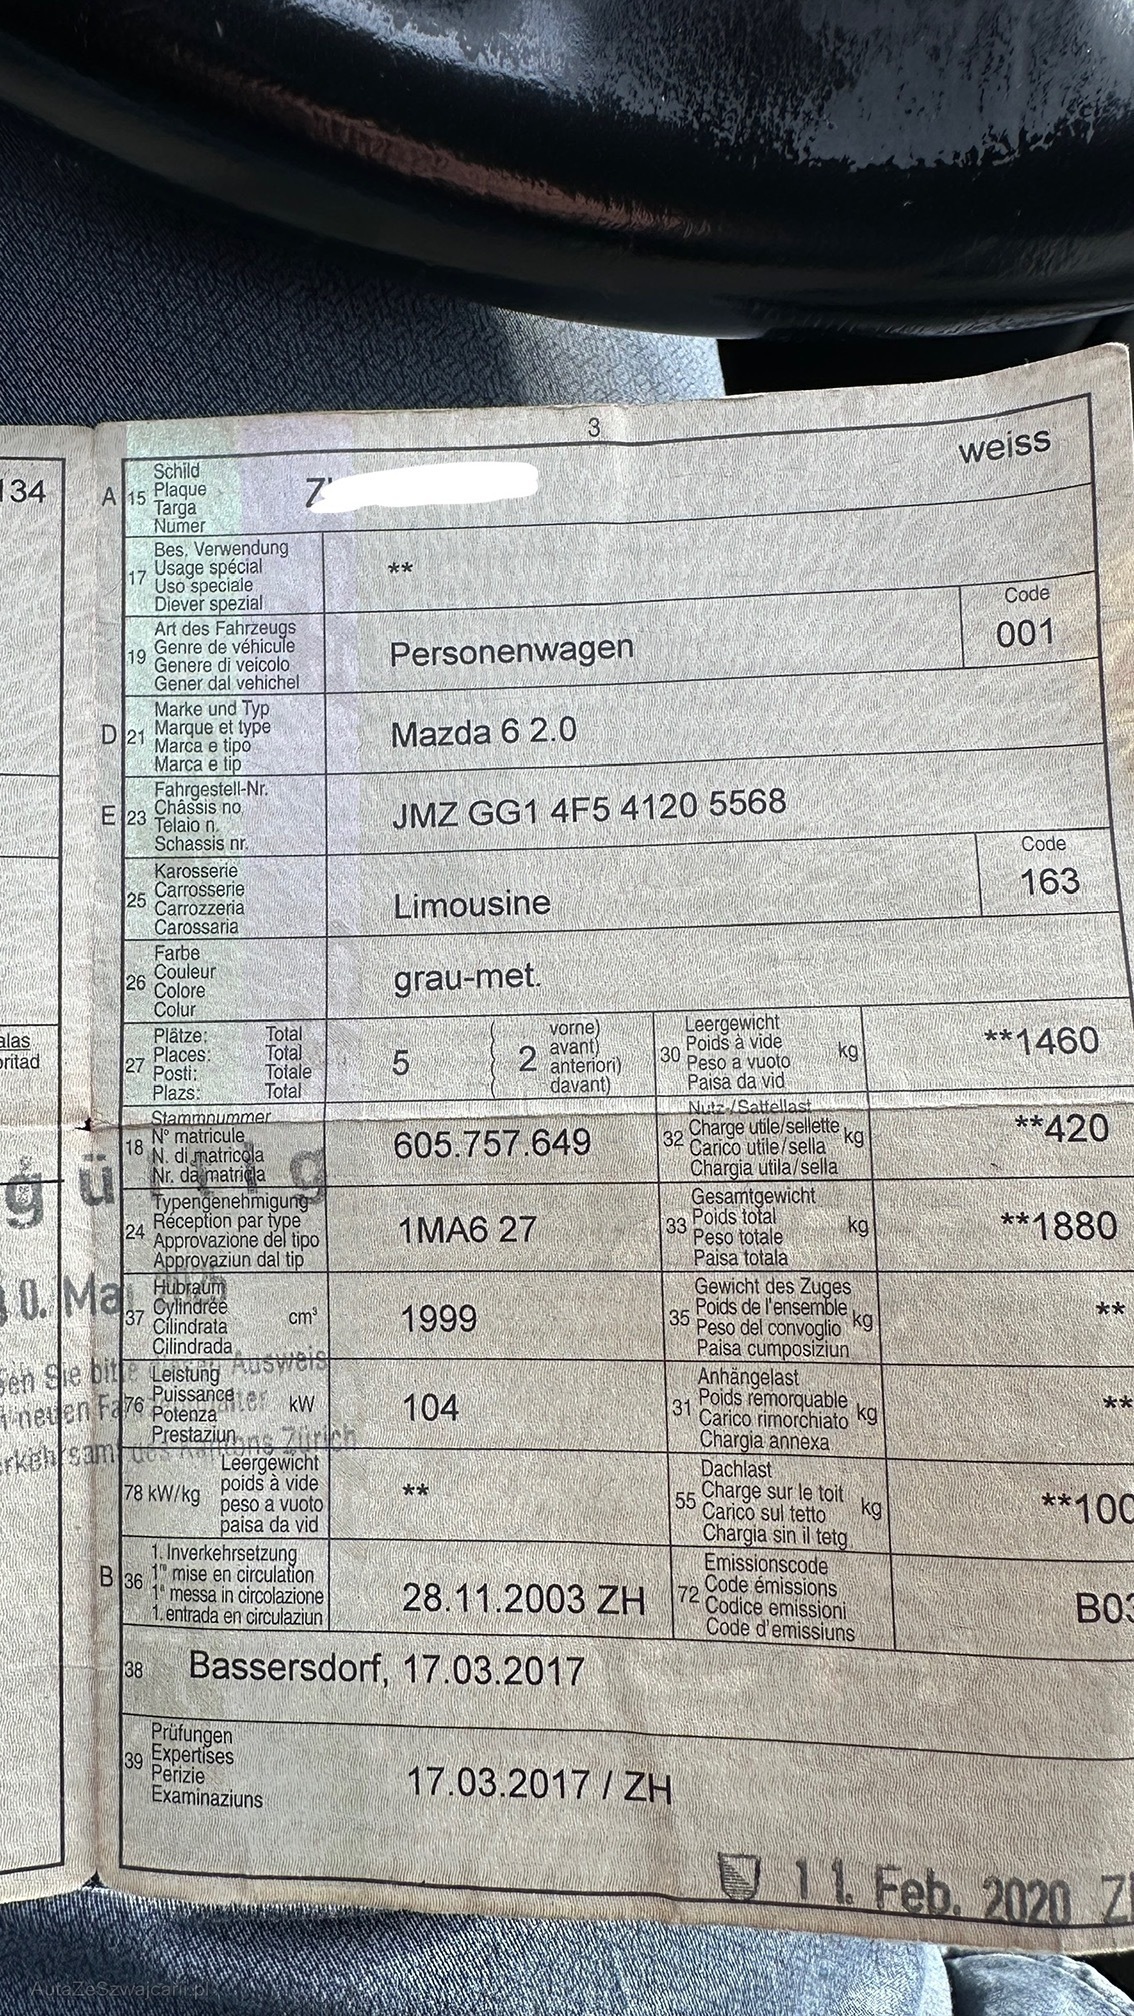 3
134
A 15 Schild
Plaque
Targa
Numer
Z
weiss
17 Bes. Verwendung
Usage spécial
Uso speciale
Diever spezial
**
19 Art des Fahrzeugs
Genre de véhicule
Genere di veicolo
Gener dal vehichel
Personenwagen
Code
001
D 21 Marke und Typ
Marque et type
Marca e tipo
Marca e tip
Mazda 6 2.0
E 23 Fahrgestell-Nr.
Châssis no.
Telaio n.
Schassis nr.
JMZ GG1 4F5 4120 5568
25 Karosserie
Carrosserie
Carrozzeria
Carossaria
Limousine
Code
163
26 Farbe
Couleur
Colore
Colur
grau-met.
27 Plätze: Total
Places: Total
Posti: Totale
Plazs: Total
5
2
vorne)
avant)
anteriori)
davant)
30 Leergewicht
Poids à vide
Peso a vuoto
Paisa da vid
kg
**1460
18 Stammnummer
N° matricule
N. di matricola
Nr. da matricla
605.757.649
32 Nutz-/Sattellast
Charge utile/sellette
Carico utile/sella
Chargia utila/sella
kg
**420
24 Typengenehmigung
Réception par type
Approvazione del tipo
Approvaziun dal tip
1MA6 27
33 Gesamtgewicht
Poids total
Peso totale
Paisa totala
kg
**1880
37 Hubraum
Cylindrée
Cilindrata
Cilindrada
cm³
1999
35 Gewicht des Zuges
Poids de l'ensemble
Peso del convoglio
Paisa cumposiziun
kg
**
76 Leistung
Puissance
Potenza
Prestaziun
kW
104
31 Anhängelast
Poids remorquable
Carico rimorchiato
Chargia annexa
kg
**
78 kW/kg
Leergewicht
poids à vide
peso a vuoto
paisa da vid
**
55 Dachlast
Charge sur le toit
Carico sul tetto
Chargia sin il tetg
kg
**100
B 36 1. Inverkehrsetzung
1re mise en circulation
1a messa in circolazione
1. entrada en circulaziun
28.11.2003 ZH
72 Emissionscode
Code émissions
Codice emissioni
Code d'emissiuns
B03
38 Bassersdorf, 17.03.2017
39 Prüfungen
Expertises
Perizie
Examinaziuns
17.03.2017 / ZH
11. Feb. 2020
AutaZeSzwajcarii.pl